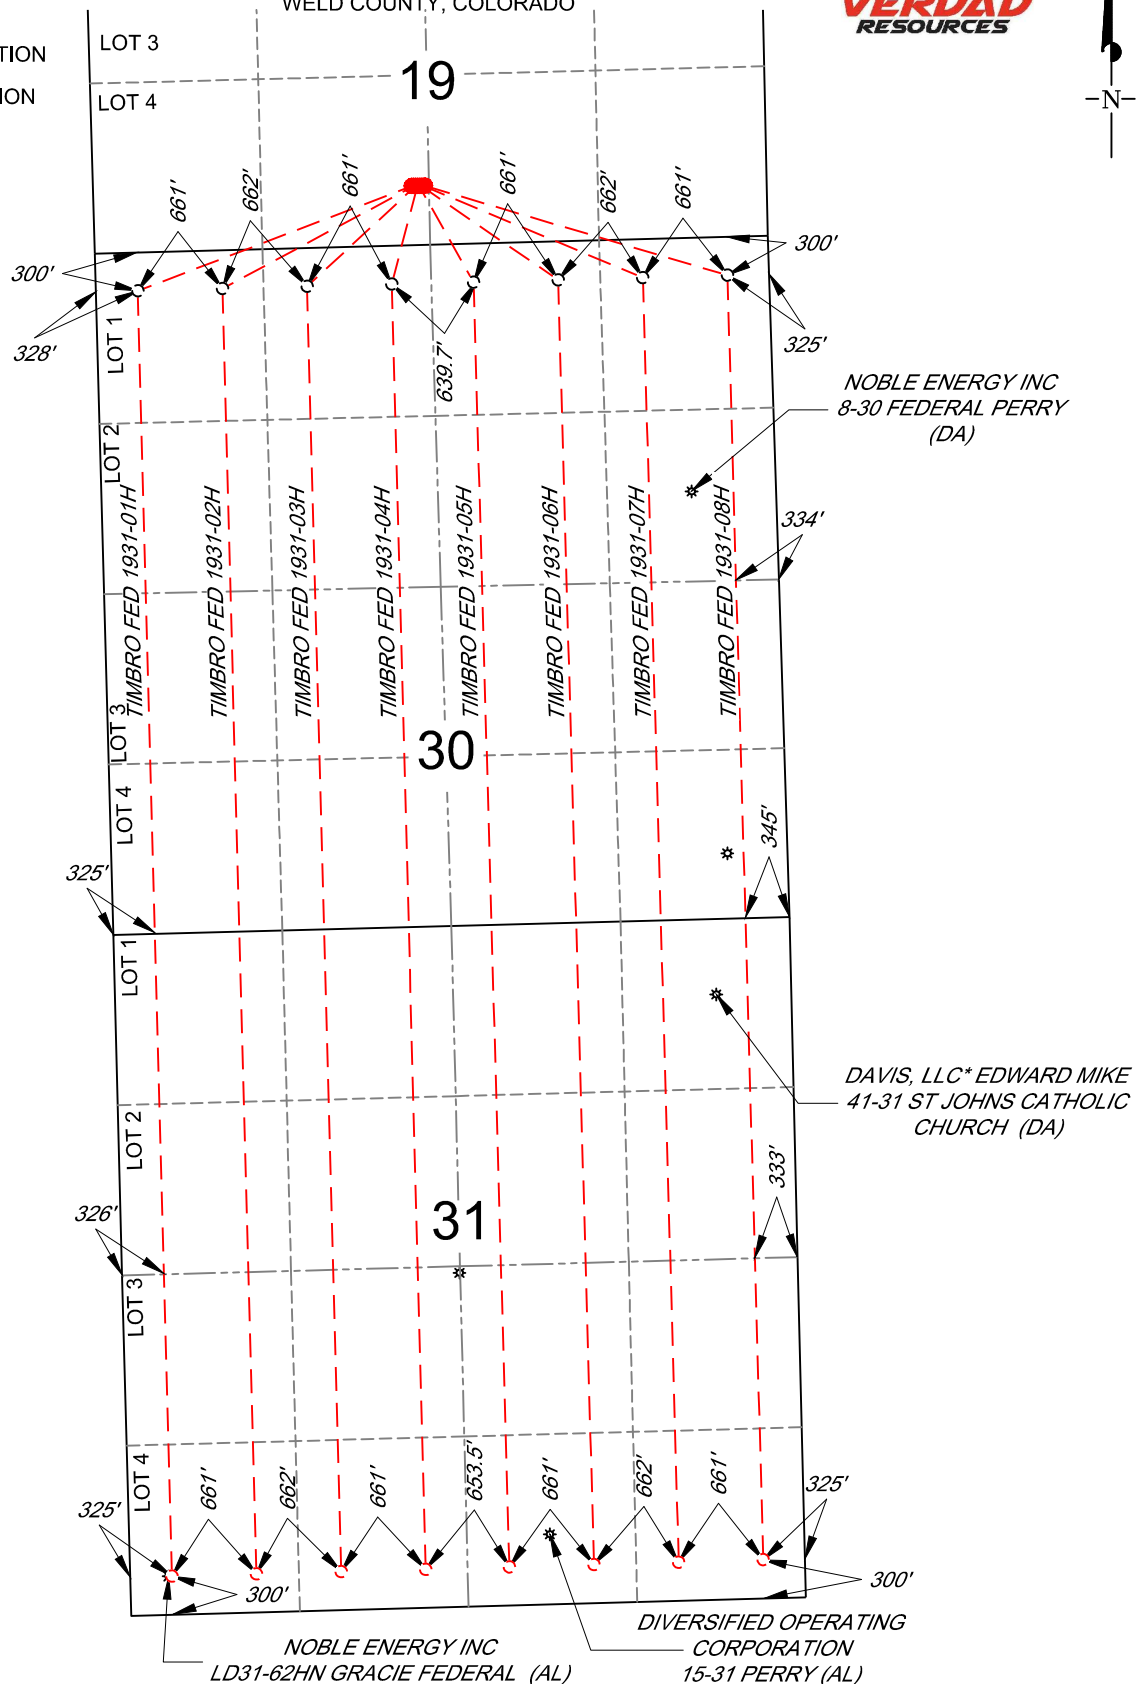 WELD COUNTY, COLORADO
VERDAD
RESOURCES
TION
ION
-N-
LOT 3
LOT 4
19
661'
662'
661'
661'
662'
661'
300'
300'
328'
325'
639.7'
LOT 1
LOT 2
NOBLE ENERGY INC
8-30 FEDERAL PERRY
(DA)
334'
TIMBRO FED 1931-01H
TIMBRO FED 1931-02H
TIMBRO FED 1931-03H
TIMBRO FED 1931-04H
TIMBRO FED 1931-05H
TIMBRO FED 1931-06H
TIMBRO FED 1931-07H
TIMBRO FED 1931-08H
LOT 3
30
LOT 4
345'
325'
LOT 1
DAVIS, LLC* EDWARD MIKE
41-31 ST JOHNS CATHOLIC
CHURCH (DA)
LOT 2
333'
326'
31
LOT 3
LOT 4
661'
662'
661'
653.5'
661'
662'
661'
325'
325'
300'
300'
NOBLE ENERGY INC
LD31-62HN GRACIE FEDERAL (AL)
DIVERSIFIED OPERATING
CORPORATION
15-31 PERRY (AL)